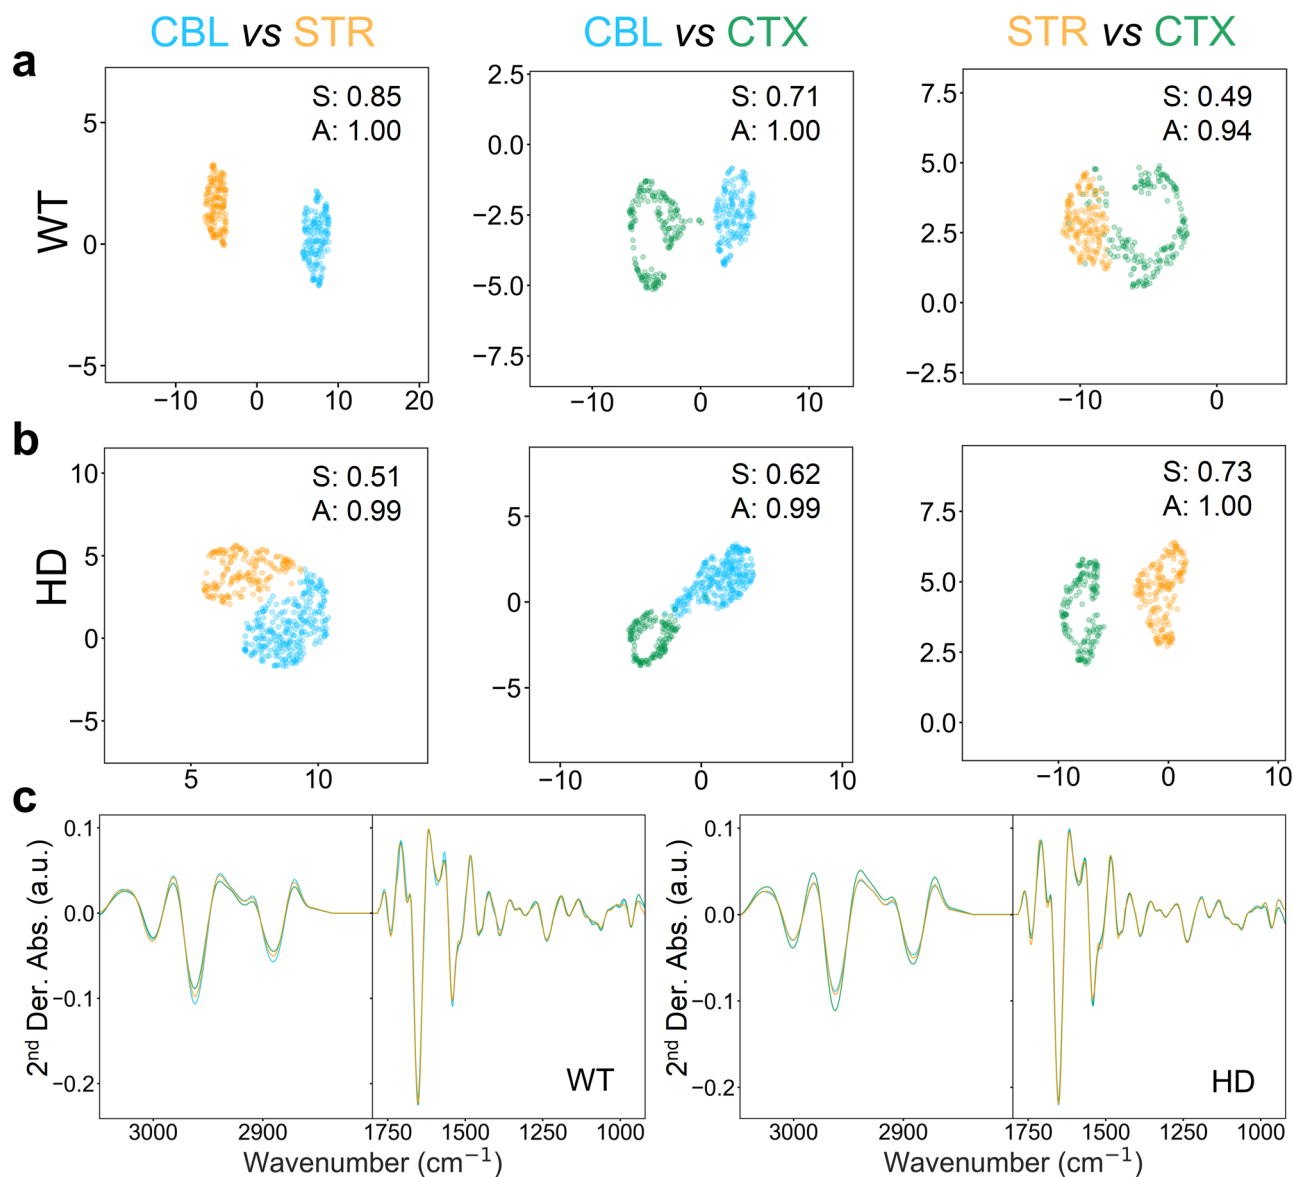 CBL vs STR
CBL vs CTX
STR vs CTX
a
WT
S: 0.85
A: 1.00
5
0
−5
−10 0 10 20
S: 0.71
A: 1.00
2.5
0.0
−2.5
−5.0
−7.5
−10 0 10
S: 0.49
A: 0.94
7.5
5.0
2.5
0.0
−2.5
−10 0
b
HD
S: 0.51
A: 0.99
10
5
0
−5
5 10
S: 0.62
A: 0.99
5
0
−5
−10 0 10
S: 0.73
A: 1.00
7.5
5.0
2.5
0.0
−10 0 10
c
2nd Der. Abs. (a.u.)
0.1
0.0
−0.1
−0.2
WT
3000 2900 1750 1500 1250 1000
Wavenumber (cm−1)
2nd Der. Abs. (a.u.)
0.1
0.0
−0.1
−0.2
HD
3000 2900 1750 1500 1250 1000
Wavenumber (cm−1)